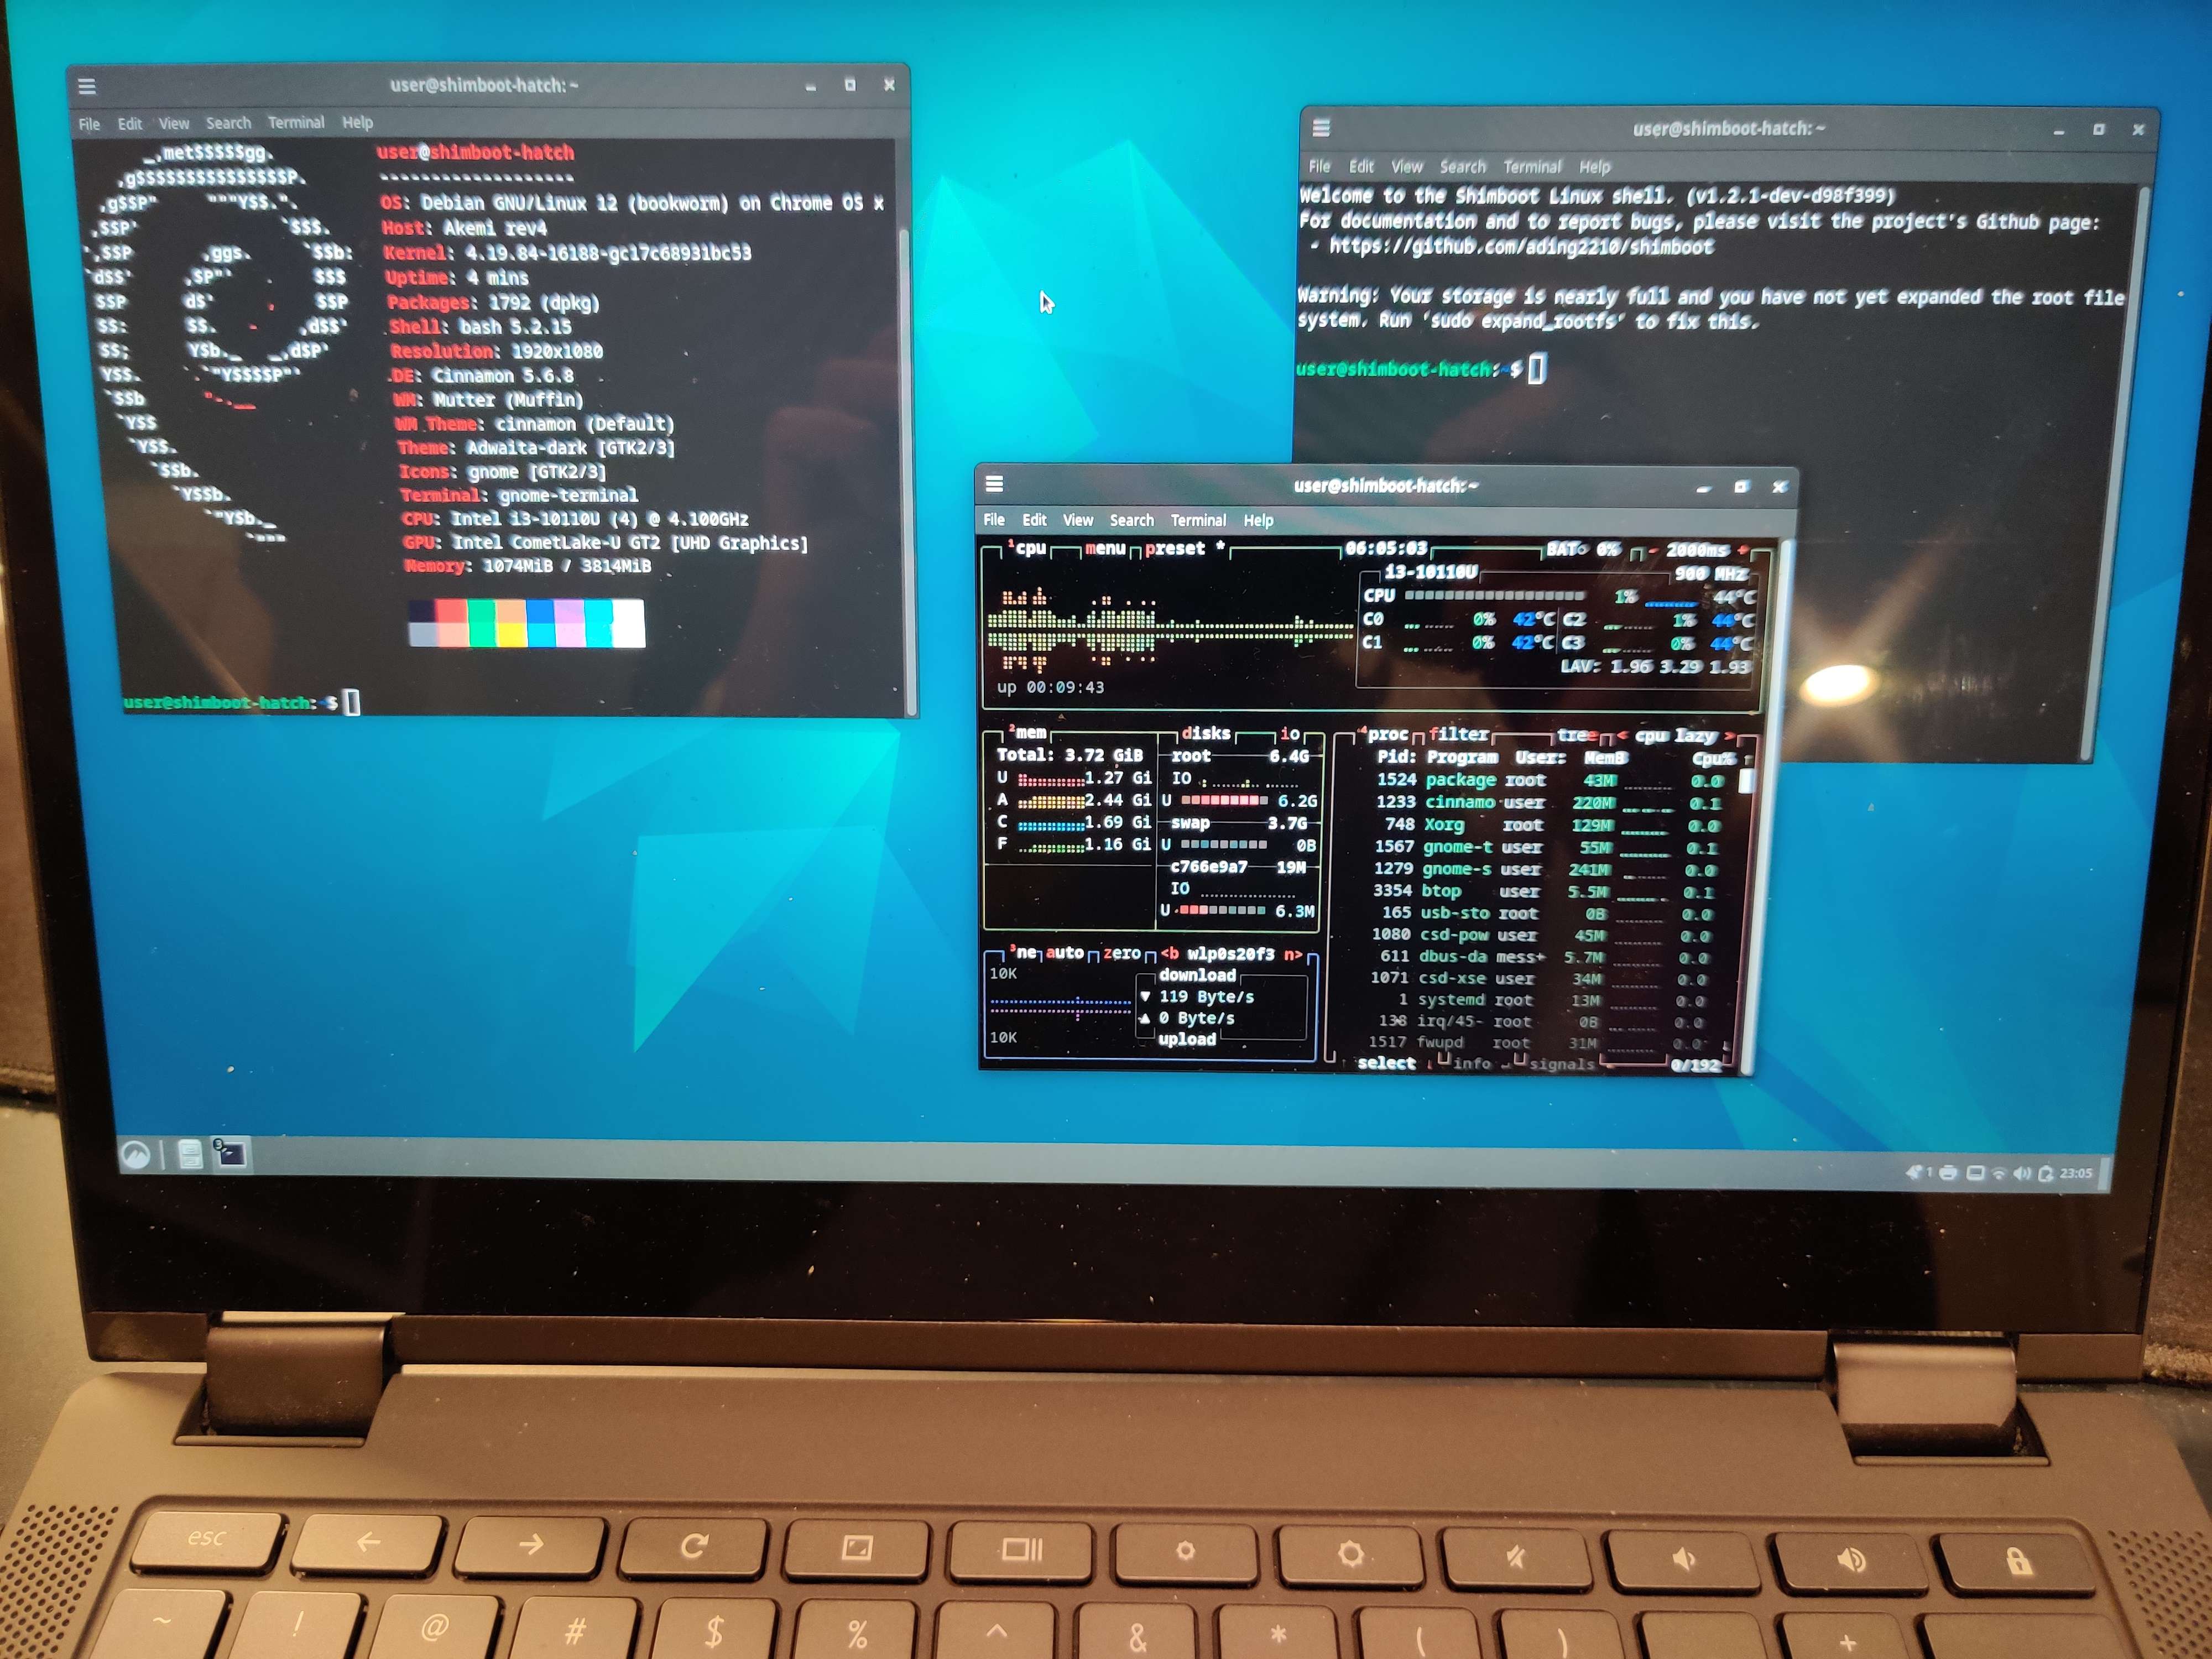 user@shimboot-hatch: ~
File Edit View Search Terminal Help
_,met$$$$$gg.
,g$$$$$$$$$$$$$$$P.
,g$$P" """Y$$.".
,$$P' `$$$.
',$$P ,ggs. `$$b:
`d$$' ,$P"' $$$
$$P d$' , $$P
$$: $$. - ,d$$'
$$; Y$b._ _,d$P'
Y$$. `"Y$$$$P"'
`$$b "-.__
`Y$$
`Y$$.
`$$b.
`Y$$b.
`"Y$b._
`"""
user@shimboot-hatch
-------------------
OS: Debian GNU/Linux 12 (bookworm) on Chrome OS x
Host: Akemi rev4
Kernel: 4.19.84-16188-gc17c68931bc53
Uptime: 4 mins
Packages: 1792 (dpkg)
Shell: bash 5.2.15
Resolution: 1920x1080
DE: Cinnamon 5.6.8
WM: Mutter (Muffin)
WM Theme: cinnamon (Default)
Theme: Adwaita-dark [GTK2/3]
Icons: gnome [GTK2/3]
Terminal: gnome-terminal
CPU: Intel i3-10110U (4) @ 4.100GHz
GPU: Intel CometLake-U GT2 [UHD Graphics]
Memory: 1074MiB / 3814MiB
user@shimboot-hatch:~$
user@shimboot-hatch: ~
File Edit View Search Terminal Help
Welcome to the Shimboot Linux shell. (v1.2.1-dev-d98f399)
For documentation and to report bugs, please visit the project's Github page:
- https://github.com/ading2210/shimboot
Warning: Your storage is nearly full and you have not yet expanded the root file
system. Run 'sudo expand_rootfs' to fix this.
user@shimboot-hatch:~$
user@shimboot-hatch:~
File Edit View Search Terminal Help
¹cpu menu preset * 06:05:03 BAT○ 0% - 2000ms +
i3-10110U 900 MHz
CPU 1% 44°C
C0 0% 42°C C2 1% 44°C
C1 0% 42°C C3 0% 44°C
LAV: 1.96 3.29 1.93
up 00:09:43
²mem disks io
Total: 3.72 GiB root 6.4G
U 1.27 Gi IO
A 2.44 Gi U 6.2G
C 1.69 Gi swap 3.7G
F 1.16 Gi U 0B
c766e9a7 19M
IO
U 6.3M
³ne auto zero <b wlp0s20f3 n>
10K download
▼ 119 Byte/s
▲ 0 Byte/s
10K upload
⁴proc filter tree < cpu lazy >
Pid: Program User: MemB Cpu% ↑
1524 package root 43M 0.0
1233 cinnamo user 220M 0.1
748 Xorg root 129M 0.0
1567 gnome-t user 55M 0.1
1279 gnome-s user 241M 0.0
3354 btop user 5.5M 0.1
165 usb-sto root 0B 0.0
1080 csd-pow user 45M 0.0
611 dbus-da mess+ 5.7M 0.0
1071 csd-xse user 34M 0.0
1 systemd root 13M 0.0
138 irq/45- root 0B 0.0
1517 fwupd root 31M 0.0
↑ select ↓ info ↵ signals 0/192
3
1 23:05
esc
~ ! @ # $ % ^ & * ( ) +